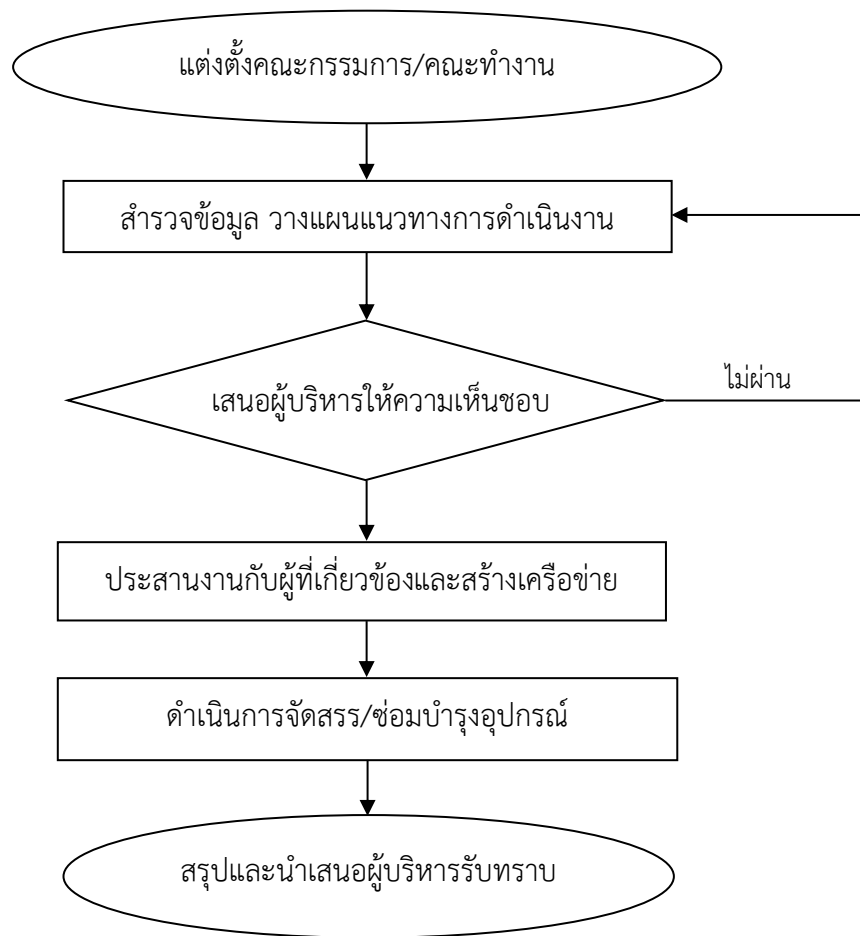 แต่งตั้งคณะกรรมการ/คณะทำงาน
สำรวจข้อมูล วางแผนแนวทางการดำเนินงาน
เสนอผู้บริหารให้ความเห็นชอบ
ไม่ผ่าน
ประสานงานกับผู้ที่เกี่ยวข้องและสร้างเครือข่าย
ดำเนินการจัดสรร/ซ่อมบำรุงอุปกรณ์
สรุปและนำเสนอผู้บริหารรับทราบ